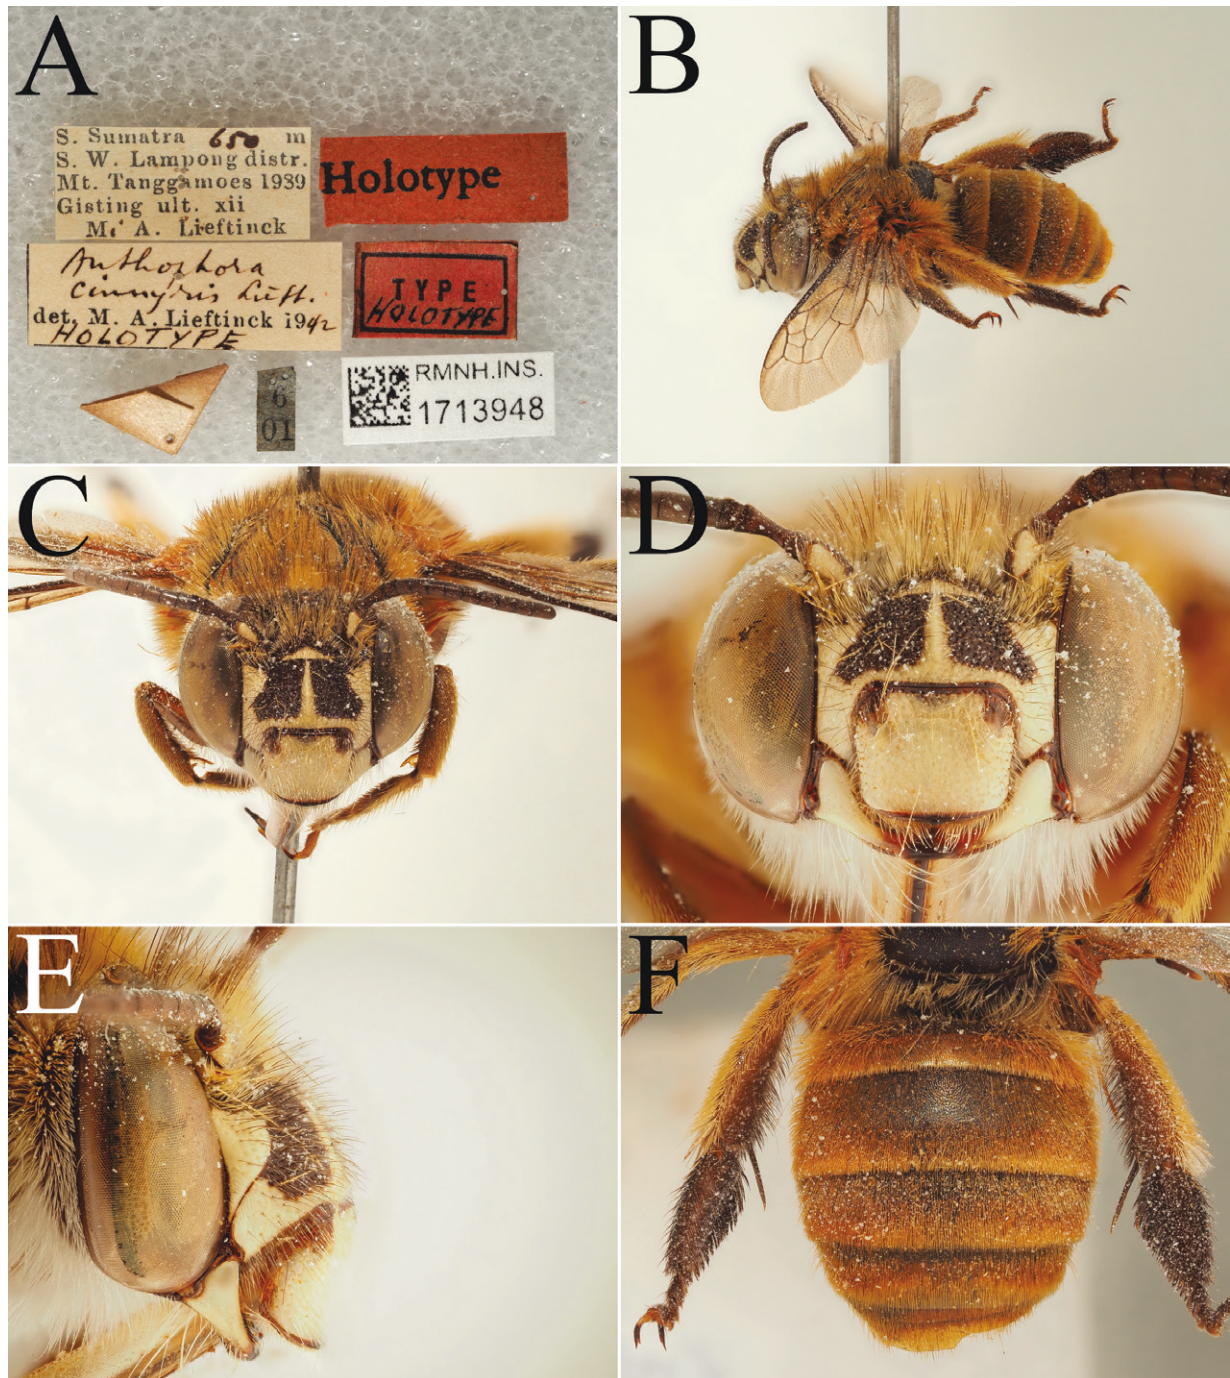 A
S. Sumatra 650 m
S. W. Lampong distr.
Mt. Tanggamoes 1939
Gisting ult. xii
M. A. Lieftinck
Holotype
Anthophora
cinnyris Lieft.
det. M. A. Lieftinck 1942
HOLOTYPE
TYPE
HOLOTYPE
6
01
RMNH.INS.
1713948
B
C
D
E
F